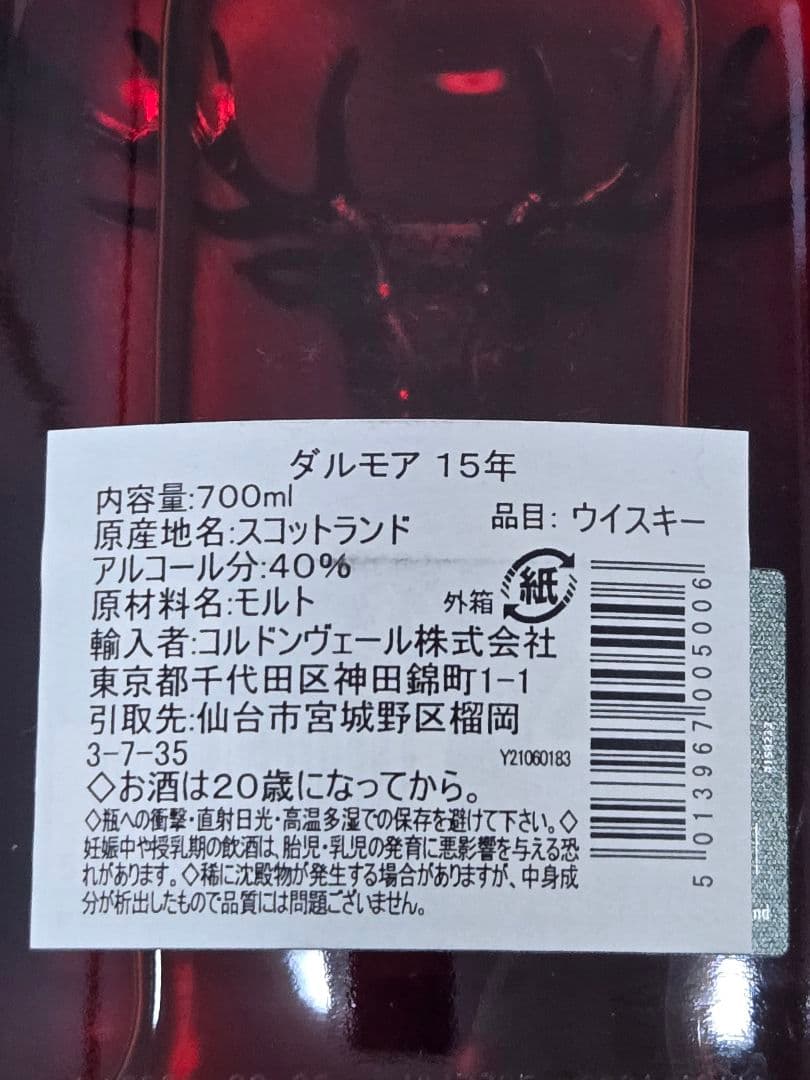 ダルモア 15年
内容量:700ml
品目: ウイスキー
原産地名:スコットランド
アルコール分:40%
原材料名:モルト
外箱 紙
輸入者:コルドンヴェール株式会社
東京都千代田区神田錦町1-1
引取先:仙台市宮城野区榴岡
3-7-35
Y21060183
◇お酒は20歳になってから。
◇瓶への衝撃・直射日光・高温多湿での保存を避けて下さい。◇
妊娠中や授乳期の飲酒は、胎児・乳児の発育に悪影響を与える恐
れがあります。◇稀に沈殿物が発生する場合がありますが、中身成
分が析出したもので品質には問題ございません。
5 013967 005006
nd